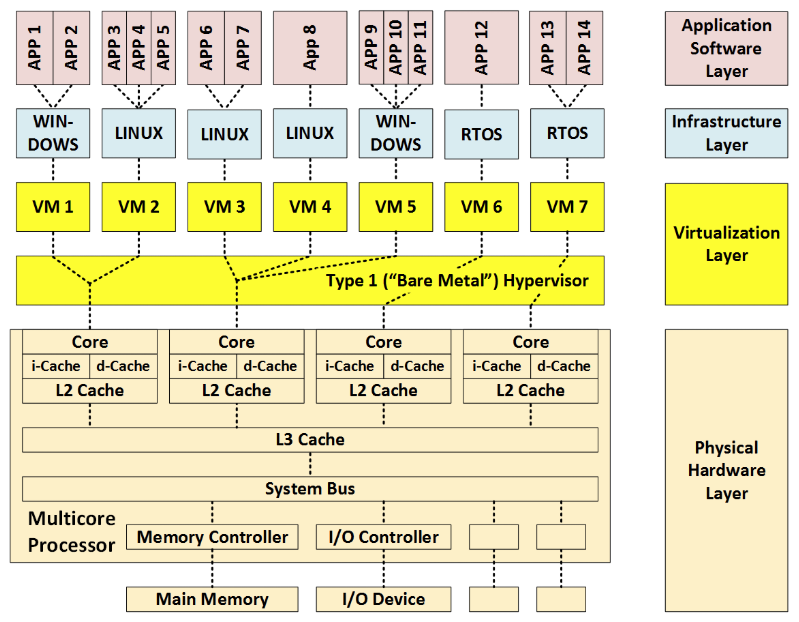 APP 1
APP 2
APP 3
APP 4
APP 5
APP 6
APP 7
App 8
APP 9
APP 10
APP 11
APP 12
APP 13
APP 14
Application
Software
Layer
WIN-
DOWS
LINUX
LINUX
LINUX
WIN-
DOWS
RTOS
RTOS
Infrastructure
Layer
VM 1
VM 2
VM 3
VM 4
VM 5
VM 6
VM 7
Virtualization
Layer
Type 1 (“Bare Metal”) Hypervisor
Core
Core
Core
Core
i-Cache
d-Cache
i-Cache
d-Cache
i-Cache
d-Cache
i-Cache
d-Cache
L2 Cache
L2 Cache
L2 Cache
L2 Cache
L3 Cache
System Bus
Physical
Hardware
Layer
Multicore
Processor
Memory Controller
I/O Controller
Main Memory
I/O Device